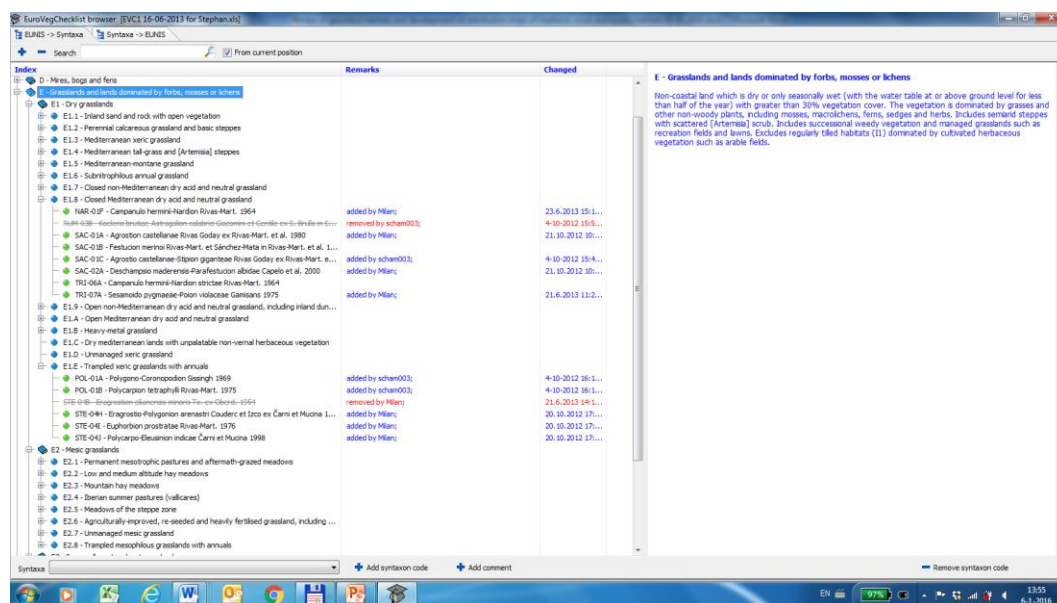 EuroVegChecklist browser [EVC1 16-06-2013 for Stephan.xls]
EUNIS -> Syntaxa Syntaxa -> EUNIS
Search From current position
Index Remarks Changed
D - Mires, bogs and fens
E - Grasslands and lands dominated by forbs, mosses or lichens
E1 - Dry grasslands
E1.1 - Inland sand and rock with open vegetation
E1.2 - Perennial calcareous grassland and basic steppes
E1.3 - Mediterranean xeric grassland
E1.4 - Mediterranean tall-grass and [Artemisia] steppes
E1.5 - Mediterranean-montane grassland
E1.6 - Subnitrophilous annual grassland
E1.7 - Closed non-Mediterranean dry acid and neutral grassland
E1.8 - Closed Mediterranean dry acid and neutral grassland
NAR-01F - Campanulo hermini-Nardion Rivas-Mart. 1964 added by Milan; 23.6.2013 15:1...
RUM-03B - Koelerio brutiae-Astragalion calabrici Giacomini et Gentile ex S. Brullo in S... removed by scham003; 4-10-2012 15:5...
SAC-01A - Agrostion castellanae Rivas Goday ex Rivas-Mart. et al. 1980 added by Milan; 21.10.2012 10:...
SAC-01B - Festucion merinoi Rivas-Mart. et Sánchez-Mata in Rivas-Mart. et al. 1...
SAC-01C - Agrostio castellanae-Stipion giganteae Rivas Goday ex Rivas-Mart. e... added by scham003; 4-10-2012 15:4...
SAC-02A - Deschampsio maderensis-Parafestucion albidae Capelo et al. 2000 added by Milan; 21.10.2012 10:...
TRI-06A - Campanulo hermini-Nardion strictae Rivas-Mart. 1964
TRI-07A - Sesamoido pygmaeae-Poion violaceae Gamisans 1975 added by Milan; 21.6.2013 11:2...
E1.9 - Open non-Mediterranean dry acid and neutral grassland, including inland dun...
E1.A - Open Mediterranean dry acid and neutral grassland
E1.B - Heavy-metal grassland
E1.C - Dry mediterranean lands with unpalatable non-vernal herbaceous vegetation
E1.D - Unmanaged xeric grassland
E1.E - Trampled xeric grasslands with annuals
POL-01A - Polygono-Coronopodion Sissingh 1969 added by scham003; 4-10-2012 16:1...
POL-01B - Polycarpion tetraphylli Rivas-Mart. 1975 added by scham003; 4-10-2012 16:1...
STE-04B - Eragrostion cilianensis-minoris Tx. ex Oberd. 1954 removed by Milan; 21.6.2013 14:1...
STE-04H - Eragrostio-Polygonion arenastri Couderc et Izco ex Čarni et Mucina 1... added by Milan; 20.10.2012 17:...
STE-04I - Euphorbion prostratae Rivas-Mart. 1976 added by Milan; 20.10.2012 17:...
STE-04J - Polycarpo-Eleusinion indicae Čarni et Mucina 1998 added by Milan; 20.10.2012 17:...
E2 - Mesic grasslands
E2.1 - Permanent mesotrophic pastures and aftermath-grazed meadows
E2.2 - Low and medium altitude hay meadows
E2.3 - Mountain hay meadows
E2.4 - Iberian summer pastures (vallicares)
E2.5 - Meadows of the steppe zone
E2.6 - Agriculturally-improved, re-seeded and heavily fertilised grassland, including ...
E2.7 - Unmanaged mesic grassland
E2.8 - Trampled mesophilous grasslands with annuals
E - Grasslands and lands dominated by forbs, mosses or lichens
Non-coastal land which is dry or only seasonally wet (with the water table at or above ground level for less
than half of the year) with greater than 30% vegetation cover. The vegetation is dominated by grasses and
other non-woody plants, including mosses, macrolichens, ferns, sedges and herbs. Includes semiarid steppes
with scattered [Artemisia] scrub. Includes successional weedy vegetation and managed grasslands such as
recreation fields and lawns. Excludes regularly tilled habitats (I1) dominated by cultivated herbaceous
vegetation such as arable fields.
Syntaxa Add syntaxon code Add comment Remove syntaxon code
EN 97% 13:55
6-1-2016